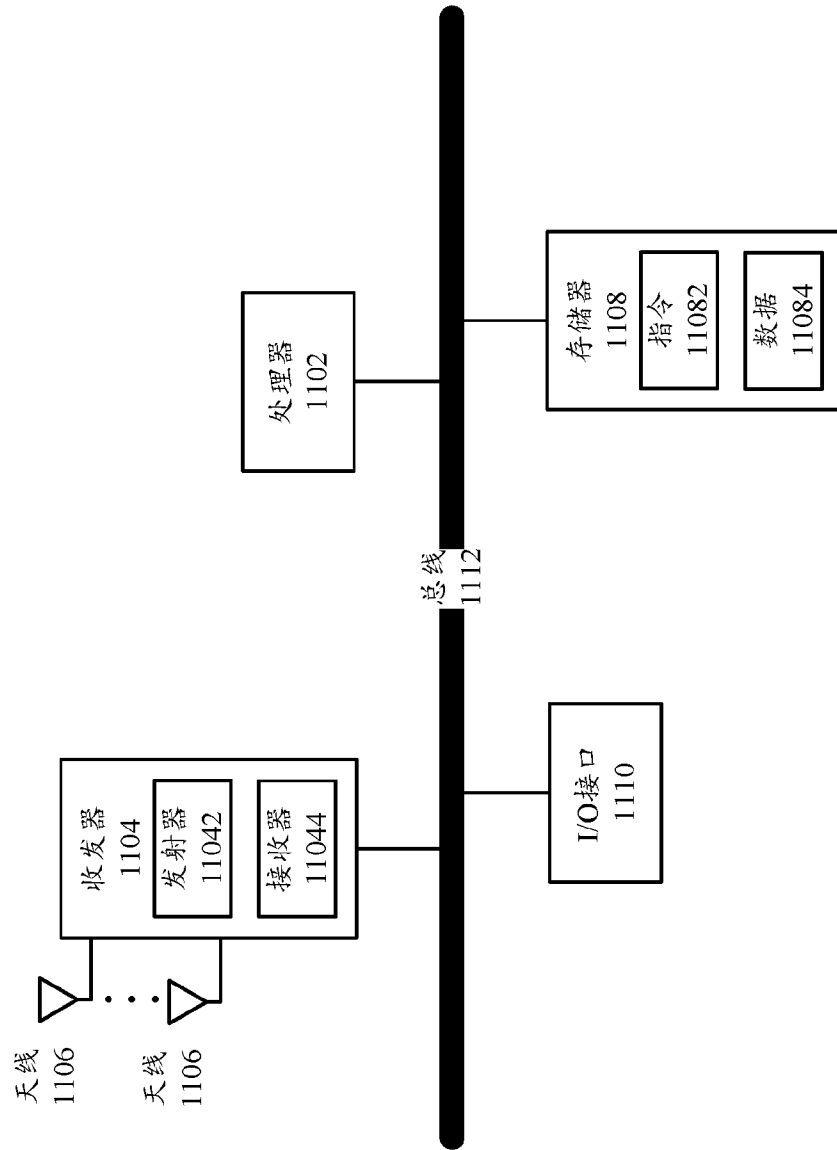 天线
1106
天线
1106
收发器
1104
发射器
11042
接收器
11044
处理器
1102
总线
1112
I/O接口
1110
存储器
1108
指令
11082
数据
11084